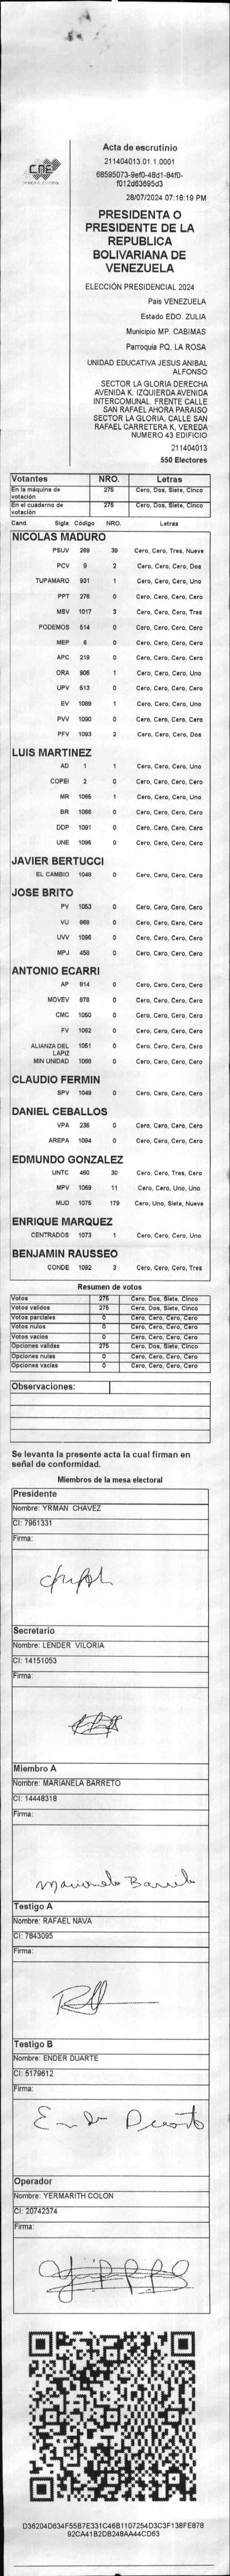 CNE
Acta de escrutinio
211404013.01.1.0001
68595073-9ef0-48d1-84f0-
f012d63695d3
28/07/2024 07:18:19 PM
PRESIDENTA O
PRESIDENTE DE LA
REPUBLICA
BOLIVARIANA DE
VENEZUELA
ELECCIÓN PRESIDENCIAL 2024
Pais VENEZUELA
Estado EDO. ZULIA
Municipio MP. CABIMAS
Parroquia PQ. LA ROSA
UNIDAD EDUCATIVA JESUS ANIBAL
ALFONSO
SECTOR LA GLORIA DERECHA
AVENIDA K. IZQUIERDA AVENIDA
INTERCOMUNAL. FRENTE CALLE
SAN RAFAEL AHORA PARAISO
SECTOR LA GLORIA, CALLE SAN
RAFAEL CARRETERA K, VEREDA
NUMERO 43 EDIFICIO
211404013
550 Electores
Votantes NRO. Letras
En la máquina de votación 275 Cero, Dos, Siete, Cinco
En el cuaderno de votación 275 Cero, Dos, Siete, Cinco
Cand. Sigla Código NRO. Letras
NICOLAS MADURO
PSUV 269 39 Cero, Cero, Tres, Nueve
PCV 9 2 Cero, Cero, Cero, Dos
TUPAMARO 931 1 Cero, Cero, Cero, Uno
PPT 276 0 Cero, Cero, Cero, Cero
MSV 1017 3 Cero, Cero, Cero, Tres
PODEMOS 514 0 Cero, Cero, Cero, Cero
MEP 6 0 Cero, Cero, Cero, Cero
APC 219 0 Cero, Cero, Cero, Cero
ORA 906 1 Cero, Cero, Cero, Uno
UPV 513 0 Cero, Cero, Cero, Cero
EV 1089 1 Cero, Cero, Cero, Uno
PVV 1090 0 Cero, Cero, Cero, Cero
PFV 1093 2 Cero, Cero, Cero, Dos
LUIS MARTINEZ
AD 1 1 Cero, Cero, Cero, Uno
COPEI 2 0 Cero, Cero, Cero, Cero
MR 1065 1 Cero, Cero, Cero, Uno
BR 1066 0 Cero, Cero, Cero, Cero
DDP 1091 0 Cero, Cero, Cero, Cero
UNE 1095 0 Cero, Cero, Cero, Cero
JAVIER BERTUCCI
EL CAMBIO 1048 0 Cero, Cero, Cero, Cero
JOSE BRITO
PV 1053 0 Cero, Cero, Cero, Cero
VU 968 0 Cero, Cero, Cero, Cero
UVV 1096 0 Cero, Cero, Cero, Cero
MPJ 458 0 Cero, Cero, Cero, Cero
ANTONIO ECARRI
AP 914 0 Cero, Cero, Cero, Cero
MOVEV 978 0 Cero, Cero, Cero, Cero
CMC 1050 0 Cero, Cero, Cero, Cero
FV 1062 0 Cero, Cero, Cero, Cero
ALIANZA DEL LAPIZ 1051 0 Cero, Cero, Cero, Cero
MIN UNIDAD 1068 0 Cero, Cero, Cero, Cero
CLAUDIO FERMIN
SPV 1049 0 Cero, Cero, Cero, Cero
DANIEL CEBALLOS
VPA 236 0 Cero, Cero, Cero, Cero
AREPA 1094 0 Cero, Cero, Cero, Cero
EDMUNDO GONZALEZ
UNTC 460 30 Cero, Cero, Tres, Cero
MPV 1069 11 Cero, Cero, Uno, Uno
MUD 1075 179 Cero, Uno, Siete, Nueve
ENRIQUE MARQUEZ
CENTRADOS 1073 1 Cero, Cero, Cero, Uno
BENJAMIN RAUSSEO
CONDE 1092 3 Cero, Cero, Cero, Tres
Resumen de votos
Votos 275 Cero, Dos, Siete, Cinco
Votos validos 275 Cero, Dos, Siete, Cinco
Votos parciales 0 Cero, Cero, Cero, Cero
Votos nulos 0 Cero, Cero, Cero, Cero
Votos vacios 0 Cero, Cero, Cero, Cero
Opciones validas 275 Cero, Dos, Siete, Cinco
Opciones nulas 0 Cero, Cero, Cero, Cero
Opciones vacias 0 Cero, Cero, Cero, Cero
Observaciones:
Se levanta la presente acta la cual firman en
señal de conformidad.
Miembros de la mesa electoral
Presidente
Nombre: YRMAN CHAVEZ
CI: 7961331
Firma:
Secretario
Nombre: LENDER VILORIA
CI: 14151053
Firma:
Miembro A
Nombre: MARIANELA BARRETO
CI: 14448318
Firma:
Testigo A
Nombre: RAFAEL NAVA
CI: 7843095
Firma:
Testigo B
Nombre: ENDER DUARTE
CI: 5179612
Firma:
Operador
Nombre: YERMARITH COLON
CI: 20742374
Firma:
D36204D634F55B7E331C46B1107254D3C3F138FE878
92CA41B2DB248AA44CD63